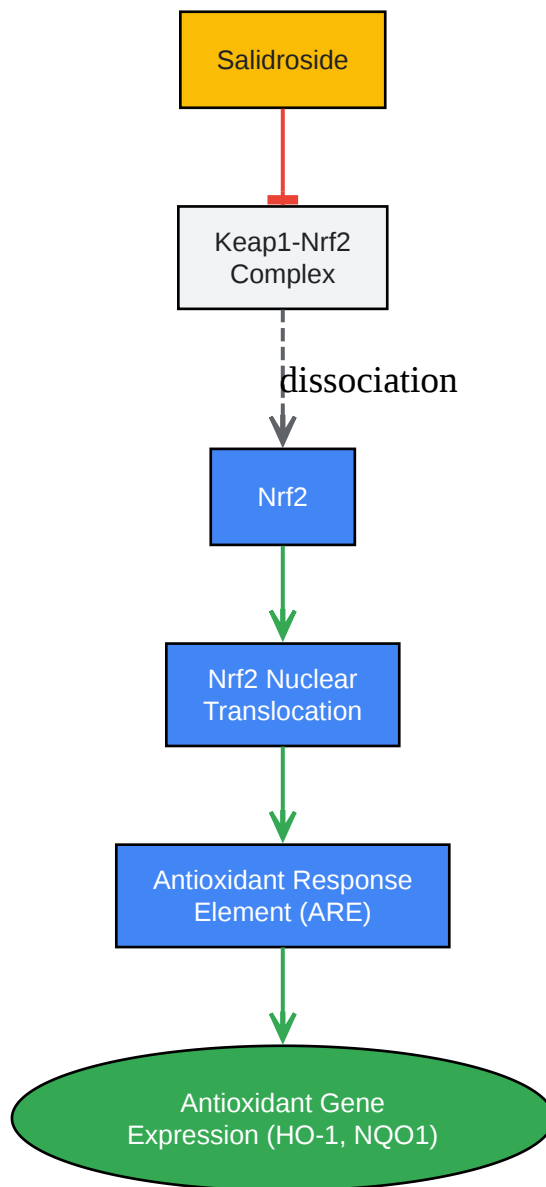 Salidroside
Keap1-Nrf2
Complex
dissociation
Nrf2
Nrf2 Nuclear
Translocation
Antioxidant Response
Element (ARE)
Antioxidant Gene
Expression (HO-1, NQO1)